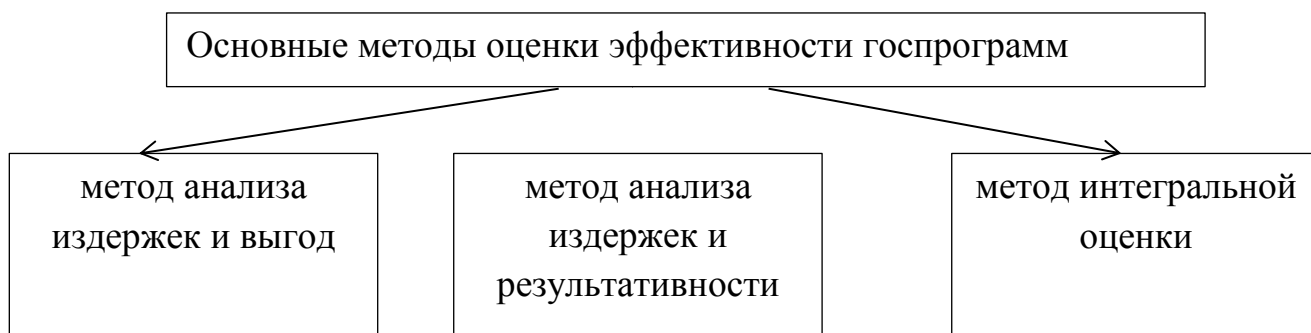 Основные методы оценки эффективности госпрограмм
метод анализа
издержек и выгод
метод анализа
издержек и
результативности
метод интегральной
оценки